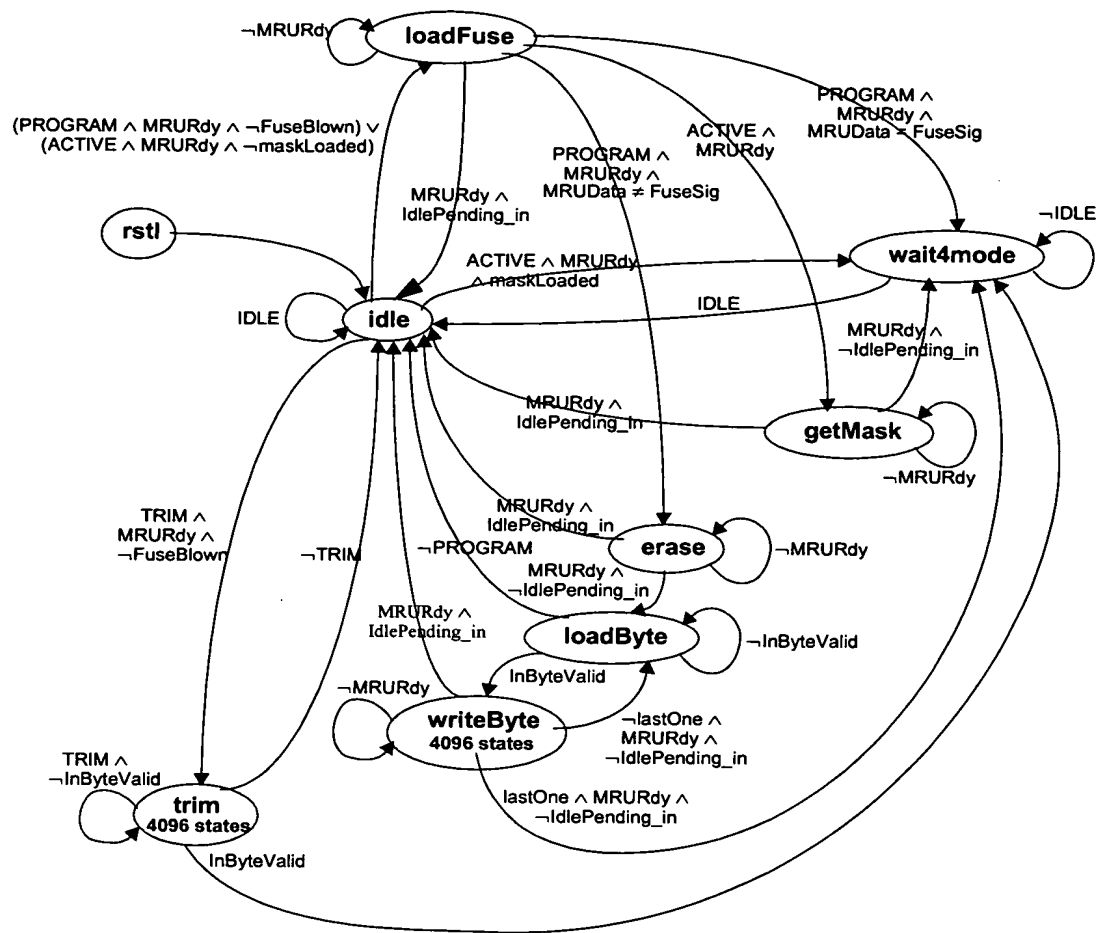 loadFuse
¬MRURdy
(PROGRAM ∧ MRURdy ∧ ¬FuseBlown) ∨
(ACTIVE ∧ MRURdy ∧ ¬maskLoaded)
MRURdy ∧
IdlePending_in
PROGRAM ∧
MRURdy ∧
MRUData ≠ FuseSig
ACTIVE ∧
MRURdy
PROGRAM ∧
MRURdy ∧
MRUData = FuseSig
rstl
¬IDLE
wait4mode
ACTIVE ∧ MRURdy
∧ maskLoaded
IDLE
IDLE
idle
MRURdy ∧
¬IdlePending_in
MRURdy ∧
IdlePending_in
getMask
¬MRURdy
TRIM ∧
MRURdy ∧
¬FuseBlown
¬TRIM
MRURdy ∧
IdlePending_in
erase
¬MRURdy
¬PROGRAM
MRURdy ∧
¬IdlePending_in
MRURdy ∧
IdlePending_in
loadByte
¬InByteValid
InByteValid
¬MRURdy
writeByte
4096 states
¬lastOne ∧
MRURdy ∧
¬IdlePending_in
TRIM ∧
¬InByteValid
trim
4096 states
lastOne ∧ MRURdy ∧
¬IdlePending_in
InByteValid